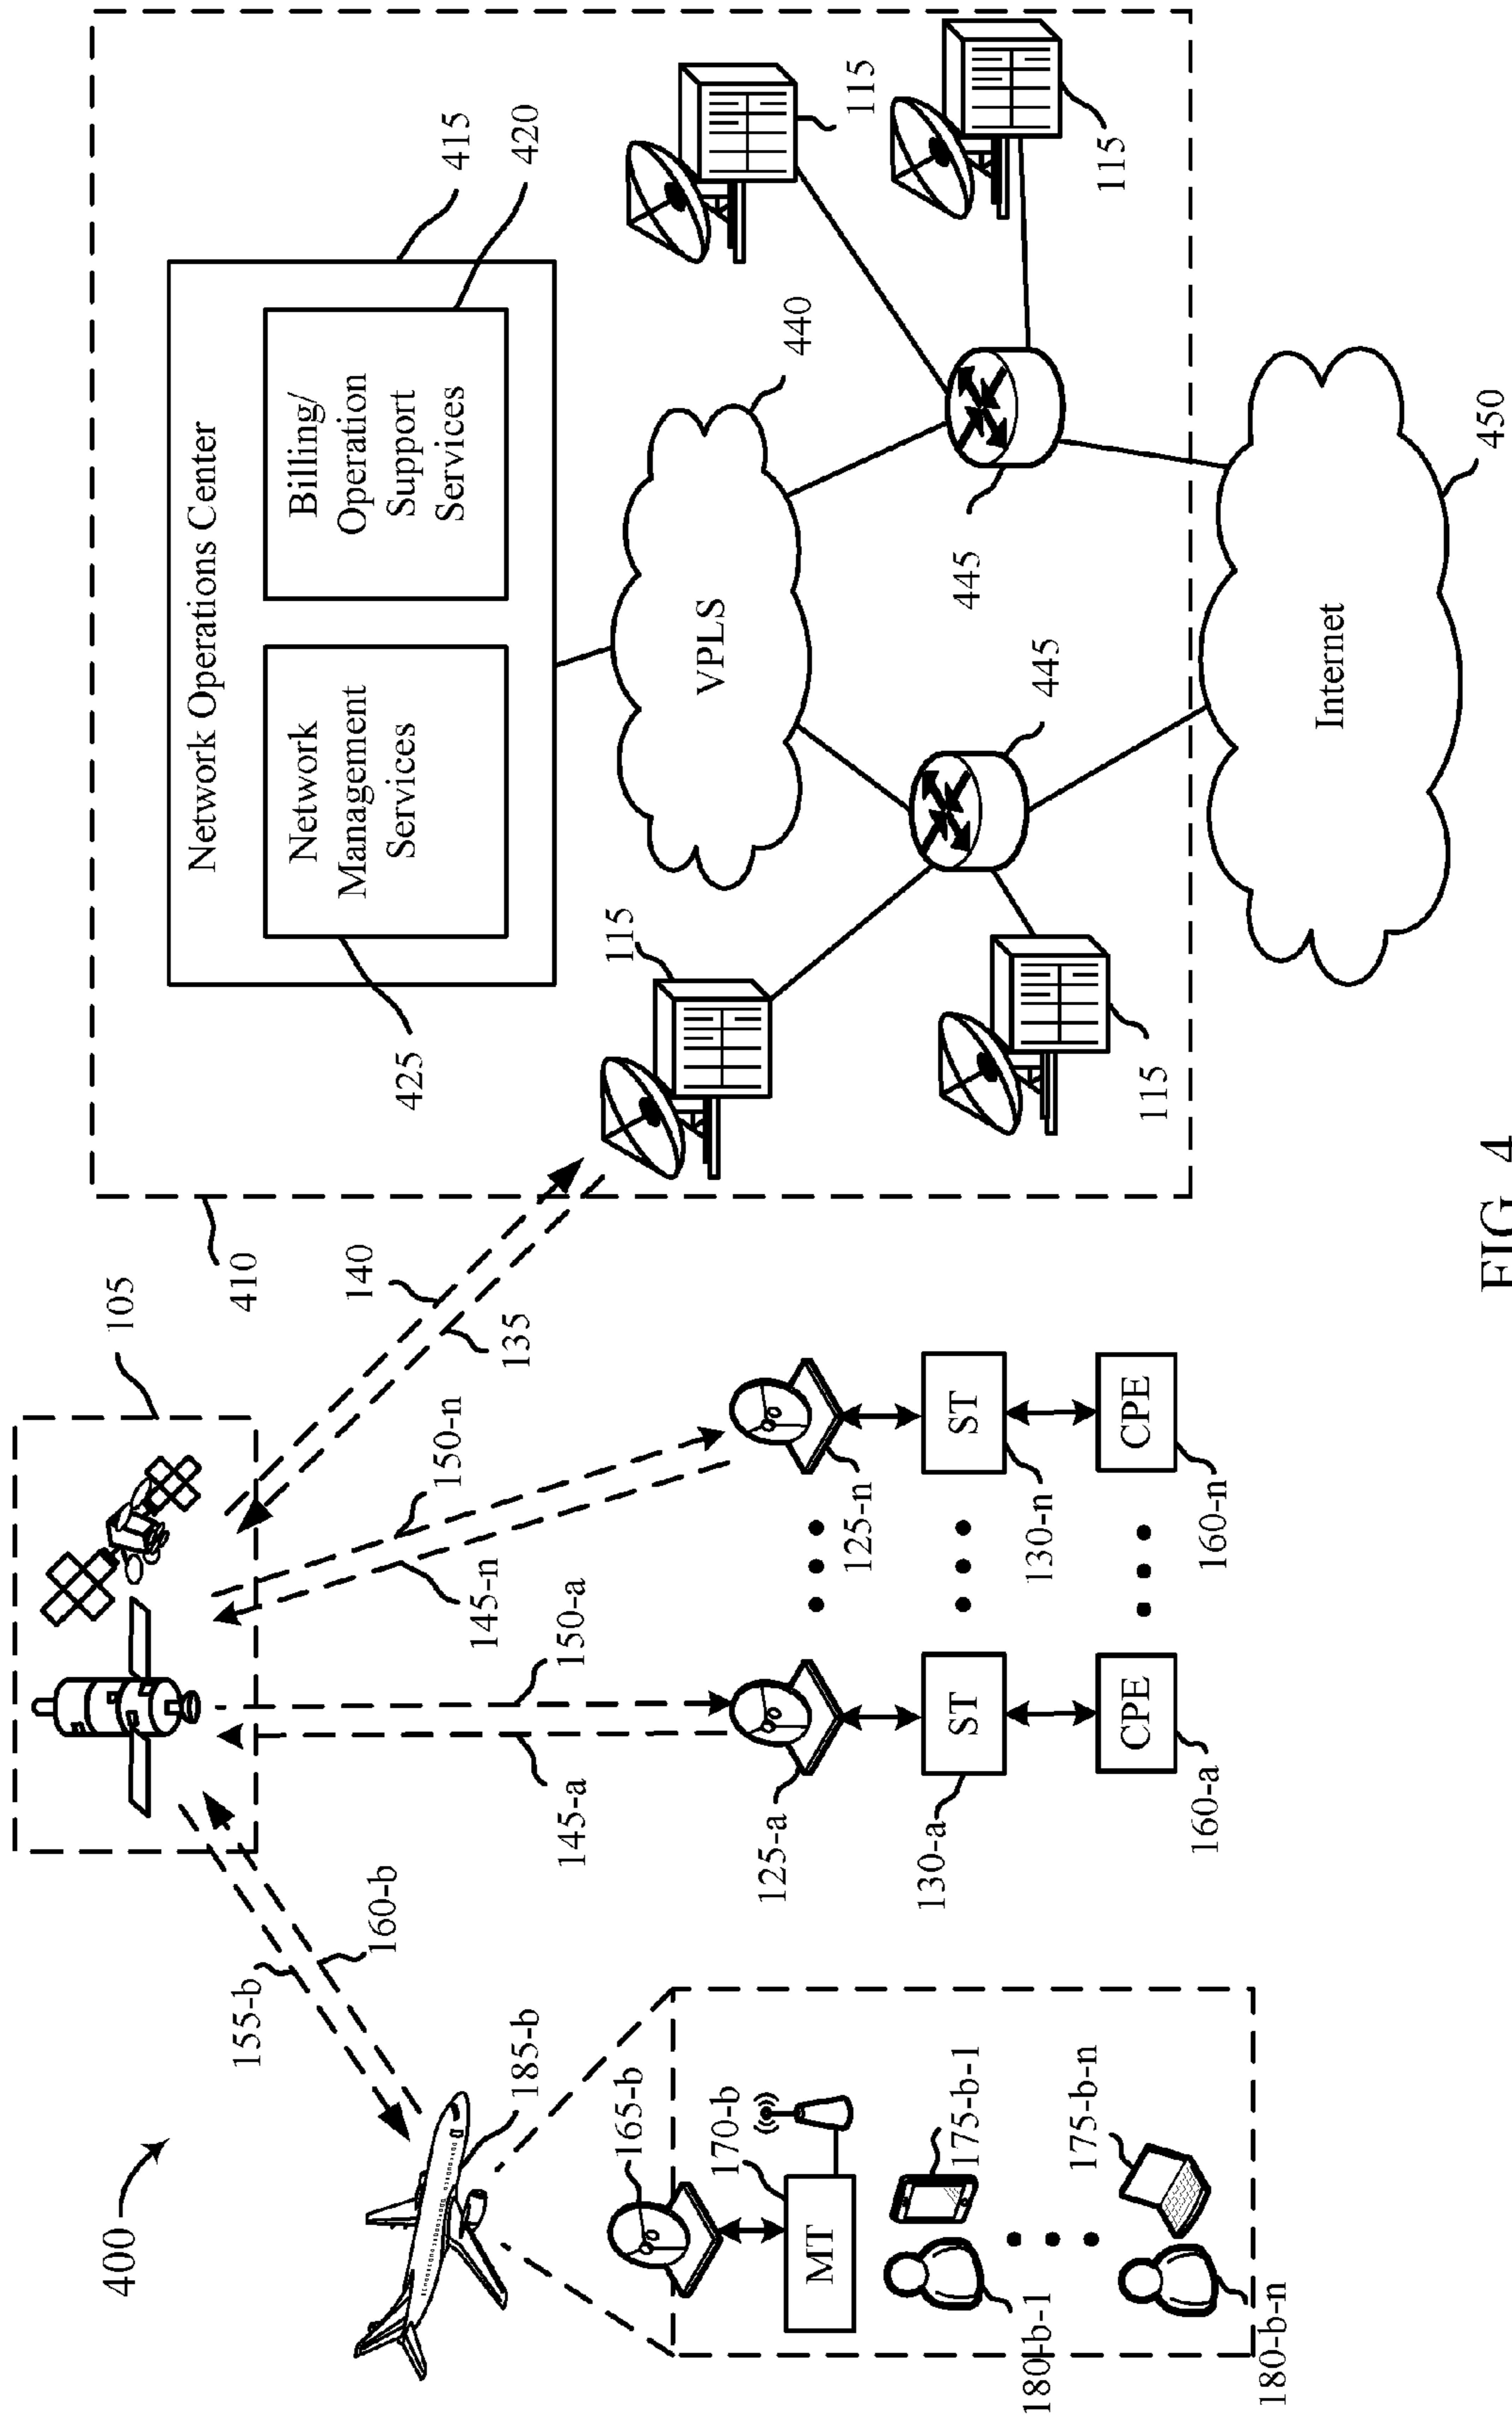 400
105
155-b
160-b
185-b
145-a
150-a
145-n
150-n
140
135
410
165-b
170-b
MT
175-b-1
180-b-1
175-b-n
180-b-n
125-a
125-n
ST
ST
130-a
130-n
CPE
CPE
160-a
160-n
Network Operations Center
Network
Management
Services
Billing/
Operation
Support
Services
415
420
425
VPLS
440
115
115
115
115
445
445
Internet
450
FIG. 4